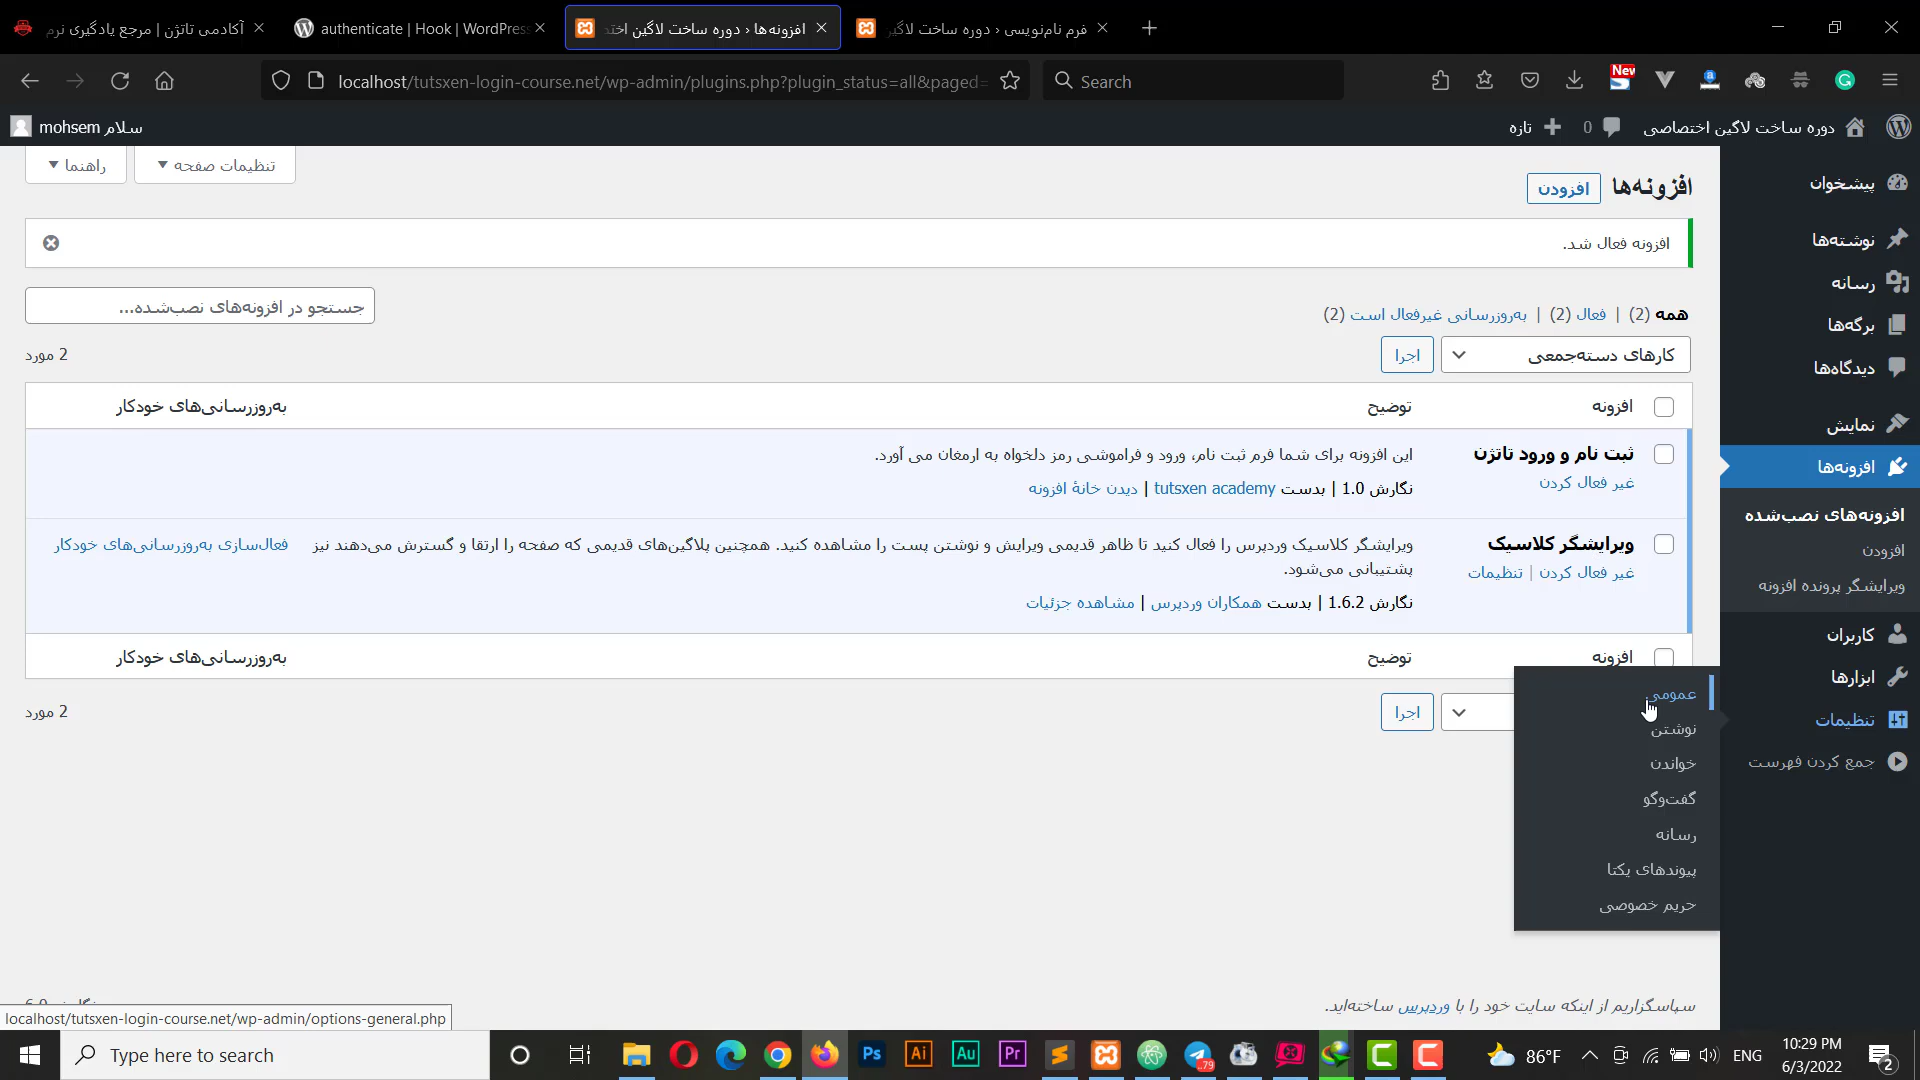 آکادمی تاتژن | مرجع یادگیری نرم
authenticate | Hook | WordPress
افزونه‌ها ‹ دوره ساخت لاگین اخت
فرم نام‌نویسی ‹ دوره ساخت لاگی
localhost/tutsxen-login-course.net/wp-admin/plugins.php?plugin_status=all&paged=
Search
New
دوره ساخت لاگین اختصاصی
0
تازه
سلام mohsem
پیشخوان
نوشته‌ها
رسانه
برگه‌ها
دیدگاه‌ها
نمایش
افزونه‌ها
افزونه‌های نصب‌شده
افزودن
ویرایشگر پرونده افزونه
کاربران
ابزارها
تنظیمات
جمع کردن فهرست
عمومی
نوشتن
خواندن
گفت‌وگو
رسانه
پیوندهای یکتا
حریم خصوصی
تنظیمات صفحه
راهنما
افزونه‌ها
افزودن
افزونه فعال شد.
همه (2) | فعال (2) | به‌روزرسانی غیرفعال است (2)
جستجو در افزونه‌های نصب‌شده...
کارهای دسته‌جمعی
اجرا
2 مورد
افزونه
توضیح
به‌روزرسانی‌های خودکار
ثبت نام و ورود تاتژن
غیر فعال کردن
این افزونه برای شما فرم ثبت نام، ورود و فراموشی رمز دلخواه به ارمغان می آورد.
نگارش 1.0 | بدست tutsxen academy | دیدن خانهٔ افزونه
ویرایشگر کلاسیک
غیر فعال کردن | تنظیمات
ویرایشگر کلاسیک وردپرس را فعال کنید تا ظاهر قدیمی ویرایش و نوشتن پست را مشاهده کنید. همچنین پلاگین‌های قدیمی که صفحه را ارتقا و گسترش می‌دهند نیز
پشتیبانی می‌شود.
نگارش 1.6.2 | بدست همکاران وردپرس | مشاهده جزئیات
فعال‌سازی به‌روزرسانی‌های خودکار
افزونه
توضیح
به‌روزرسانی‌های خودکار
اجرا
2 مورد
سپاسگزاریم از اینکه سایت خود را با وردپرس ساخته‌اید.
localhost/tutsxen-login-course.net/wp-admin/options-general.php
Type here to search
Ps
Ai
Au
Pr
79
86°F
ENG
10:29 PM
6/3/2022
2